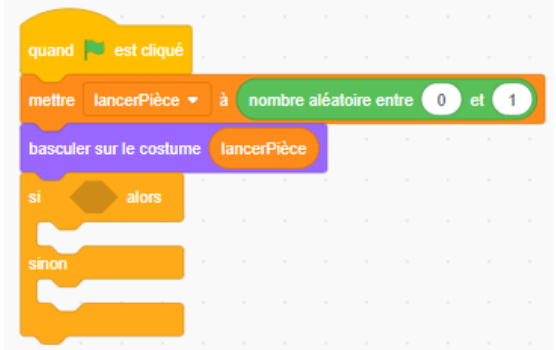 quand est cliqué
mettre lancerPièce à nombre aléatoire entre 0 et 1
basculer sur le costume lancerPièce
si alors
sinon